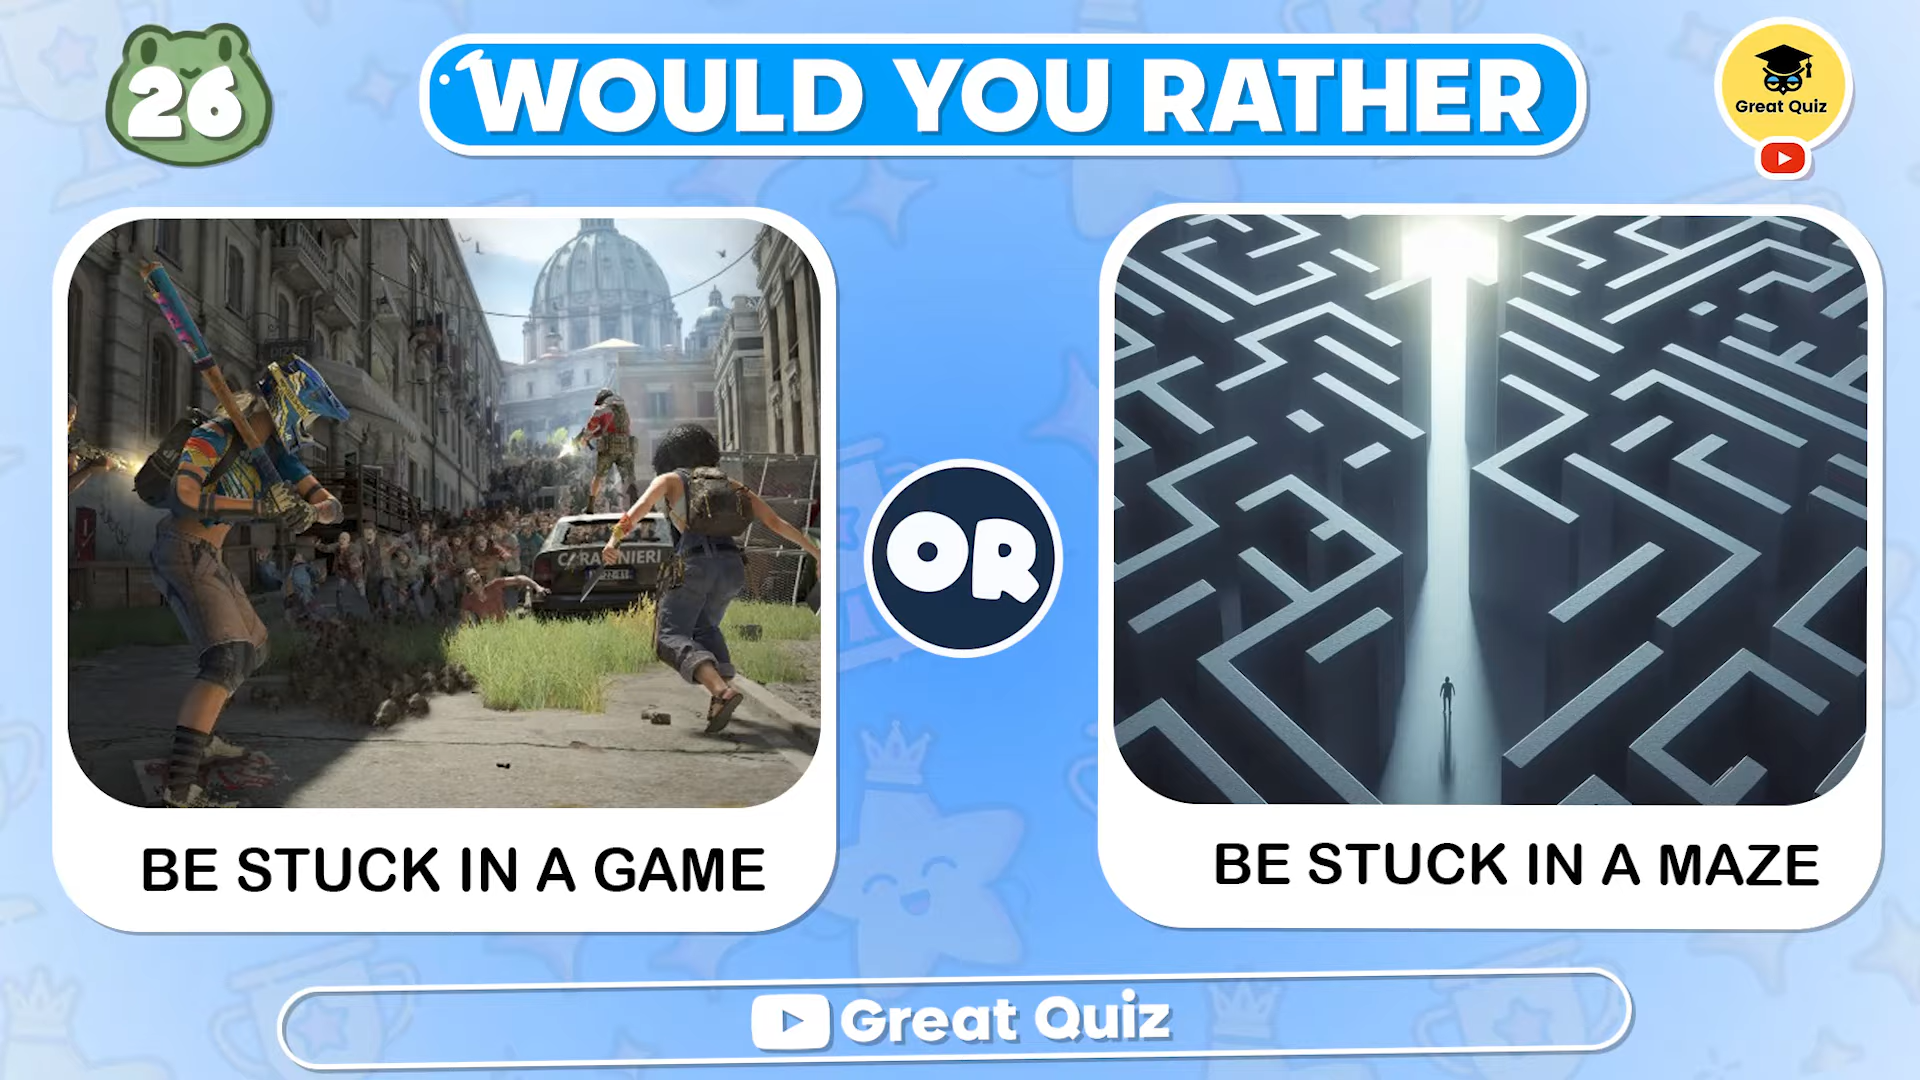 26
WOULD YOU RATHER
Great Quiz
CARABINIERI
OR
BE STUCK IN A GAME
BE STUCK IN A MAZE
Great Quiz